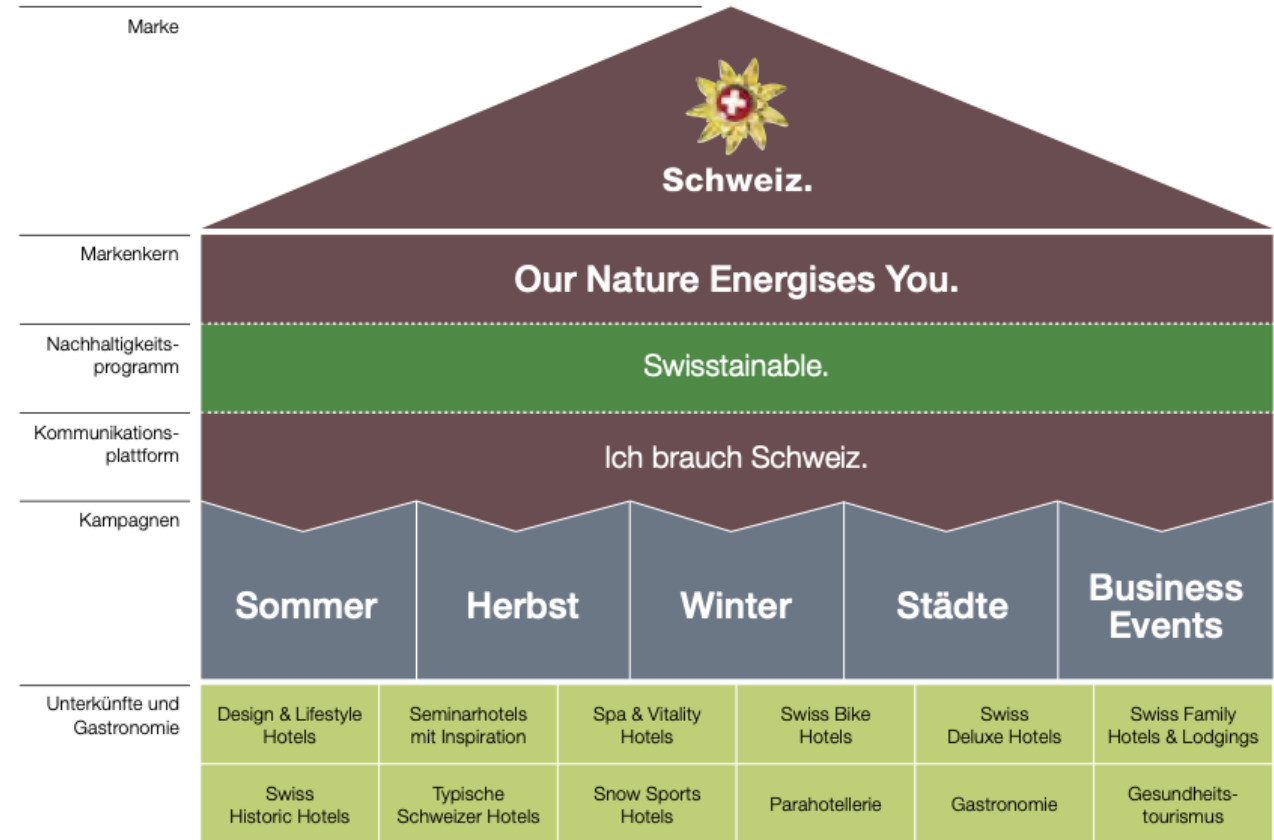 Marke
Schweiz.
Markenkern
Our Nature Energises You.
Nachhaltigkeits-
programm
Swisstainable.
Kommunikations-
plattform
Ich brauch Schweiz.
Kampagnen
Sommer
Herbst
Winter
Städte
Business
Events
Unterkünfte und
Gastronomie
Design & Lifestyle
Hotels
Seminarhotels
mit Inspiration
Spa & Vitality
Hotels
Swiss Bike
Hotels
Swiss
Deluxe Hotels
Swiss Family
Hotels & Lodgings
Swiss
Historic Hotels
Typische
Schweizer Hotels
Snow Sports
Hotels
Parahotellerie
Gastronomie
Gesundheits-
tourismus